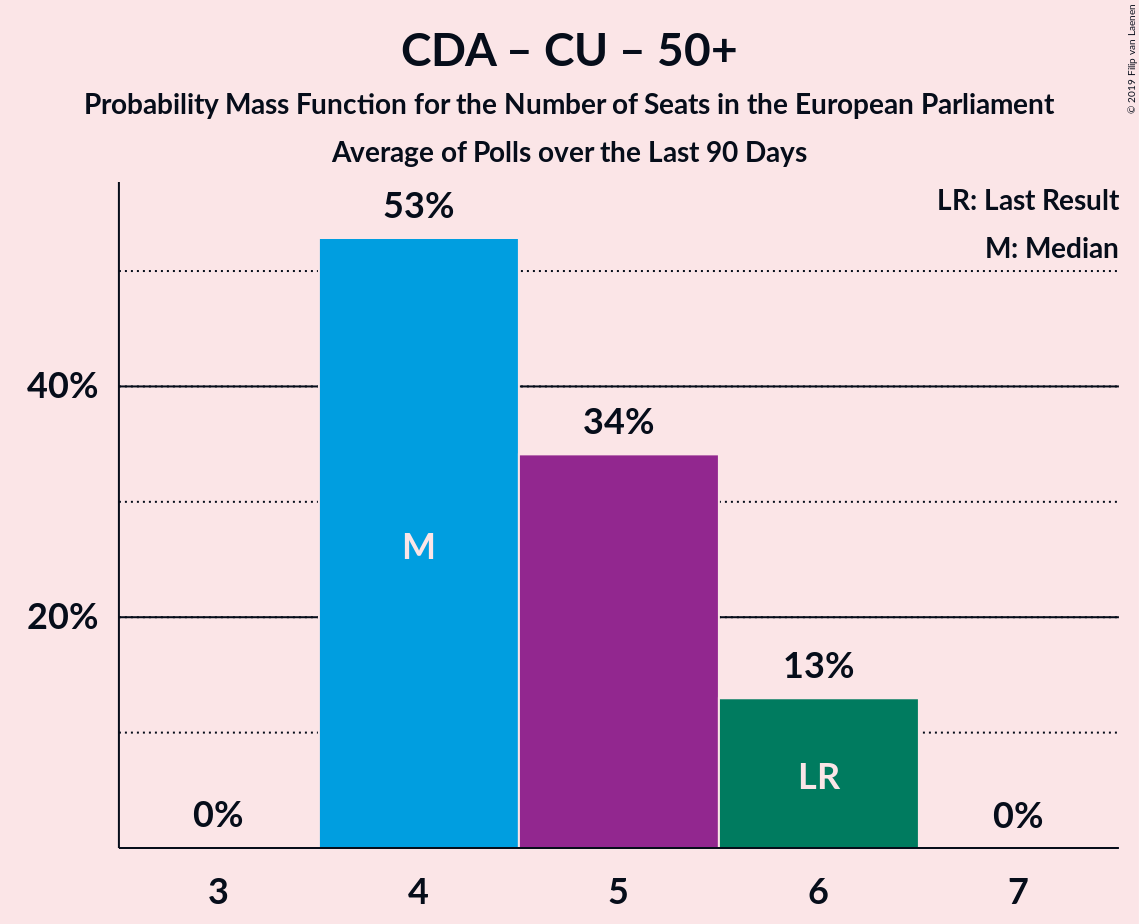 CDA – CU – 50+
Probability Mass Function for the Number of Seats in the European Parliament
Average of Polls over the Last 90 Days
© 2019 Filip van Laenen
LR: Last Result
M: Median
53%
34%
13%
0%
0%
40%
20%
M
LR
3
4
5
6
7